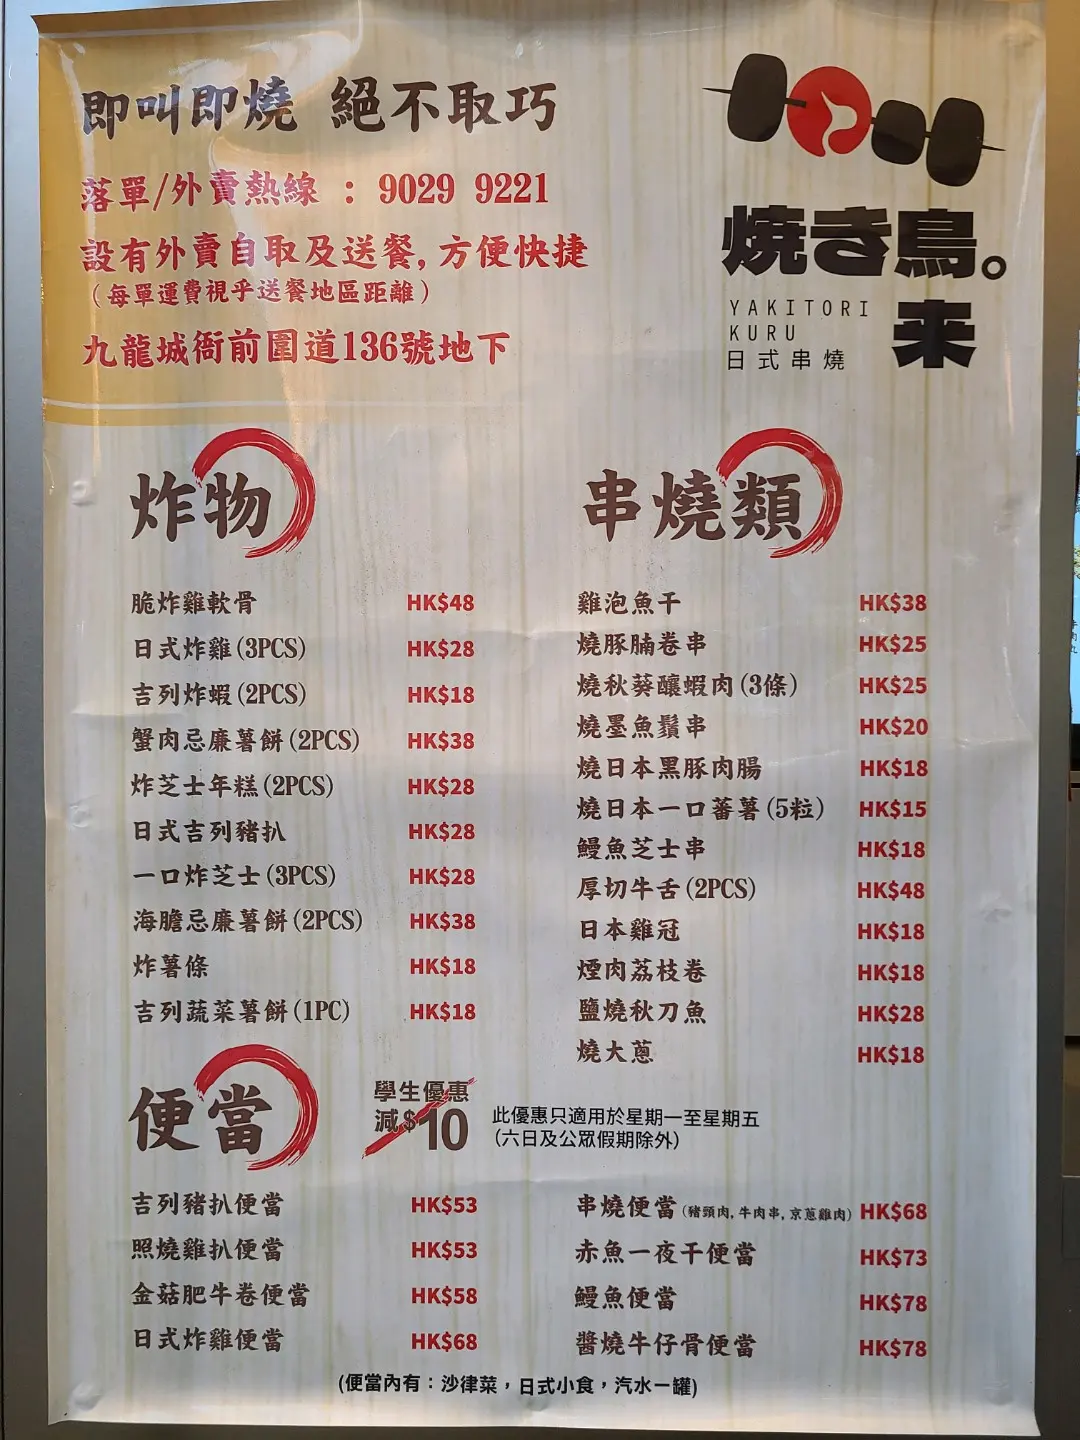 即叫即燒 絕不取巧
落單/外賣熱線 : 9029 9221
設有外賣自取及送餐, 方便快捷
(每單運費視乎送餐地區距離)
九龍城衙前圍道136號地下
焼き鳥。
来
YAKITORI
KURU
日式串燒
炸物
脆炸雞軟骨 HK$48
日式炸雞(3PCS) HK$28
吉列炸蝦(2PCS) HK$18
蟹肉忌廉薯餅(2PCS) HK$38
炸芝士年糕(2PCS) HK$28
日式吉列豬扒 HK$28
一口炸芝士(3PCS) HK$28
海膽忌廉薯餅(2PCS) HK$38
炸薯條 HK$18
吉列蔬菜薯餅(1PC) HK$18
串燒類
雞泡魚干 HK$38
燒豚腩卷串 HK$25
燒秋葵釀蝦肉(3條) HK$25
燒墨魚鬚串 HK$20
燒日本黑豚肉腸 HK$18
燒日本一口蕃薯(5粒) HK$15
鰻魚芝士串 HK$18
厚切牛舌(2PCS) HK$48
日本雞冠 HK$18
煙肉荔枝卷 HK$18
鹽燒秋刀魚 HK$28
燒大蔥 HK$18
便當
學生優惠
減$10
此優惠只適用於星期一至星期五
(六日及公眾假期除外)
吉列豬扒便當 HK$53
照燒雞扒便當 HK$53
金菇肥牛卷便當 HK$58
日式炸雞便當 HK$68
串燒便當(豬頸肉, 牛肉串, 京蔥雞肉) HK$68
赤魚一夜干便當 HK$73
鰻魚便當 HK$78
醬燒牛仔骨便當 HK$78
(便當內有：沙律菜，日式小食，汽水一罐)